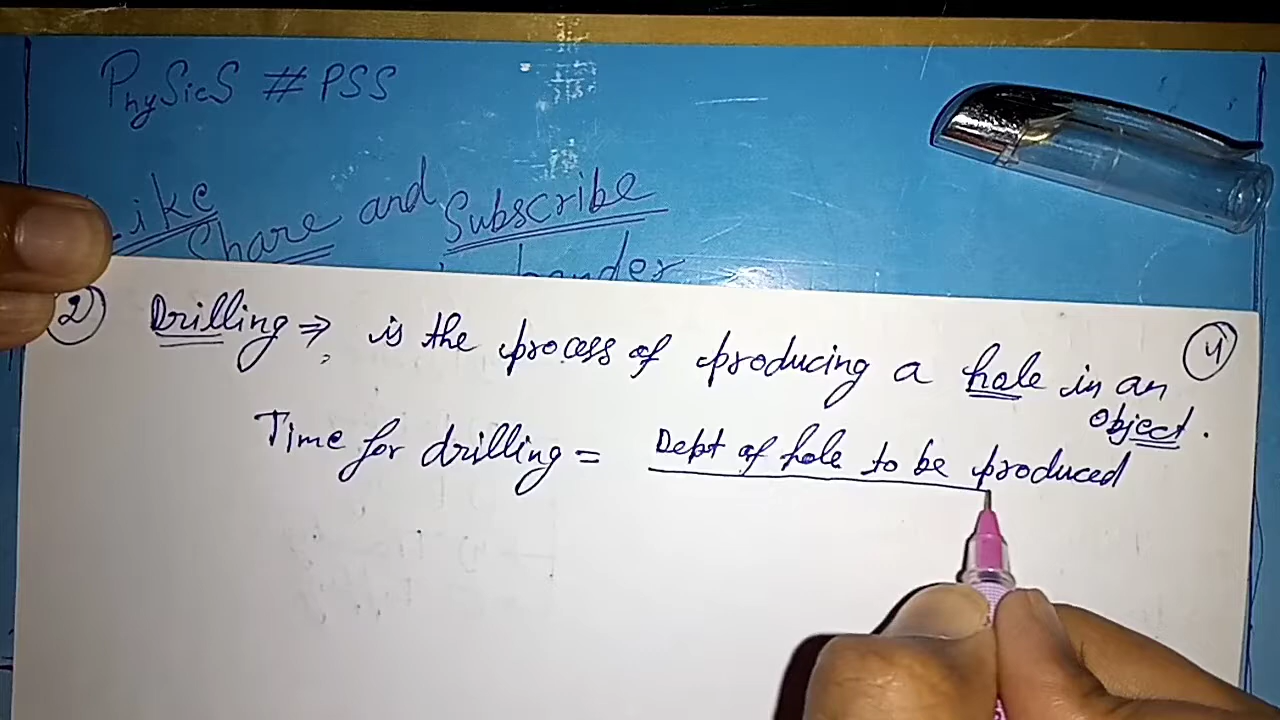 PhySicS # PSS
Like
Share and Subscribe
② Drilling ⇒ is the process of producing a hole in an object.
④
Time for drilling = Dept of hole to be produced